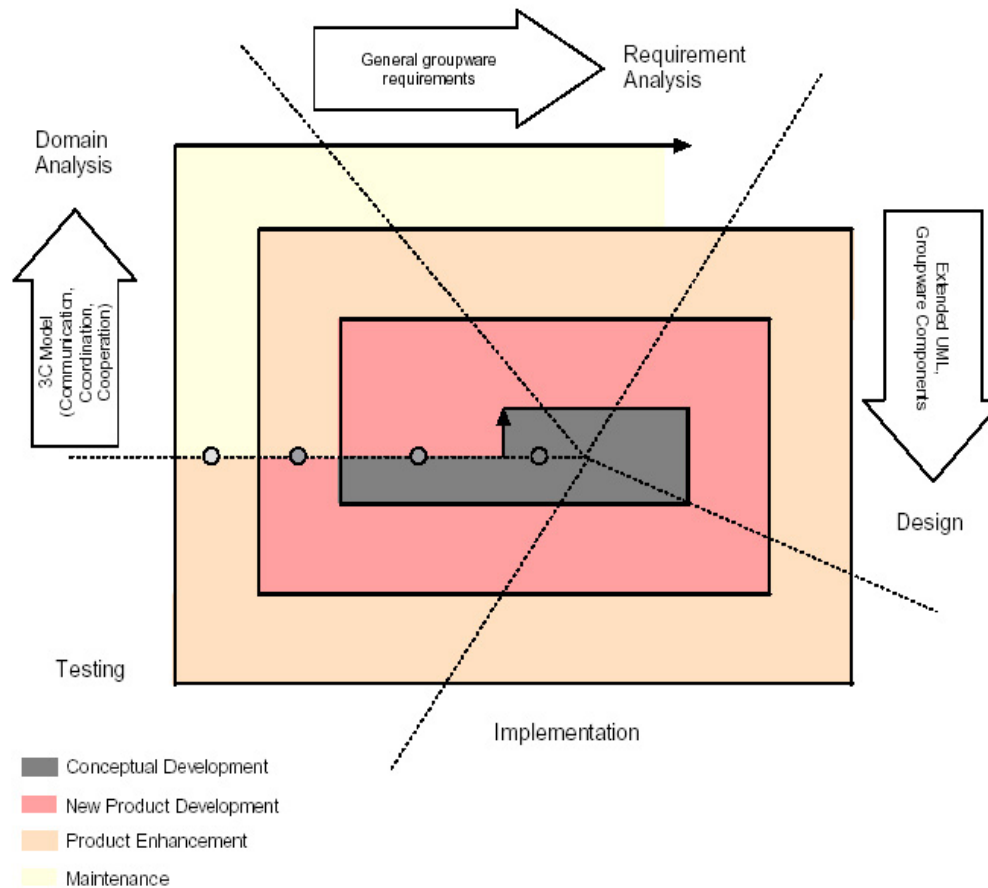 General groupware
requirements
Requirement
Analysis
Domain
Analysis
3C Model
(Communication,
Coordination,
Cooperation)
Extended UML,
Groupware Components
Design
Testing
Implementation
Conceptual Development
New Product Development
Product Enhancement
Maintenance